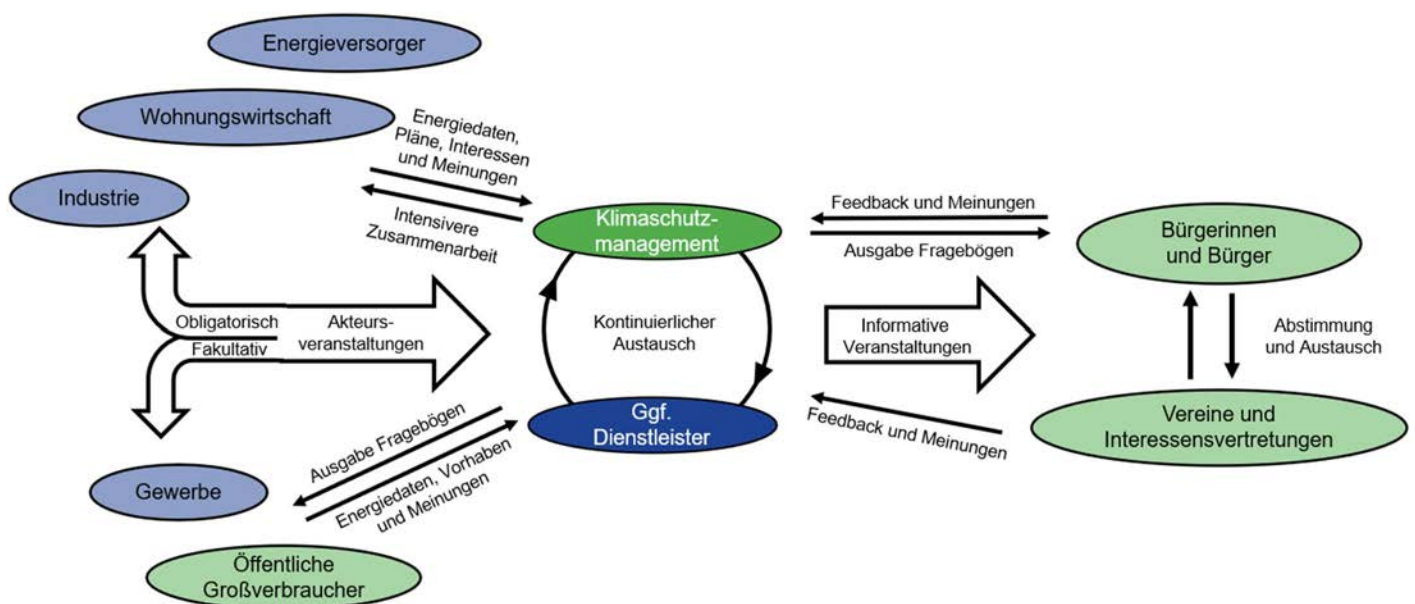 Energieversorger
Wohnungswirtschaft
Industrie
Energiedaten,
Pläne, Interessen
und Meinungen
Intensivere
Zusammenarbeit
Klimaschutz-
management
Feedback und Meinungen
Ausgabe Fragebögen
Bürgerinnen
und Bürger
Obligatorisch
Fakultativ
Akteurs-
veranstaltungen
Kontinuierlicher
Austausch
Informative
Veranstaltungen
Abstimmung
und Austausch
Ggf.
Dienstleister
Feedback und Meinungen
Vereine und
Interessensvertretungen
Ausgabe Fragebögen
Energiedaten, Vorhaben
und Meinungen
Gewerbe
Öffentliche
Großverbraucher